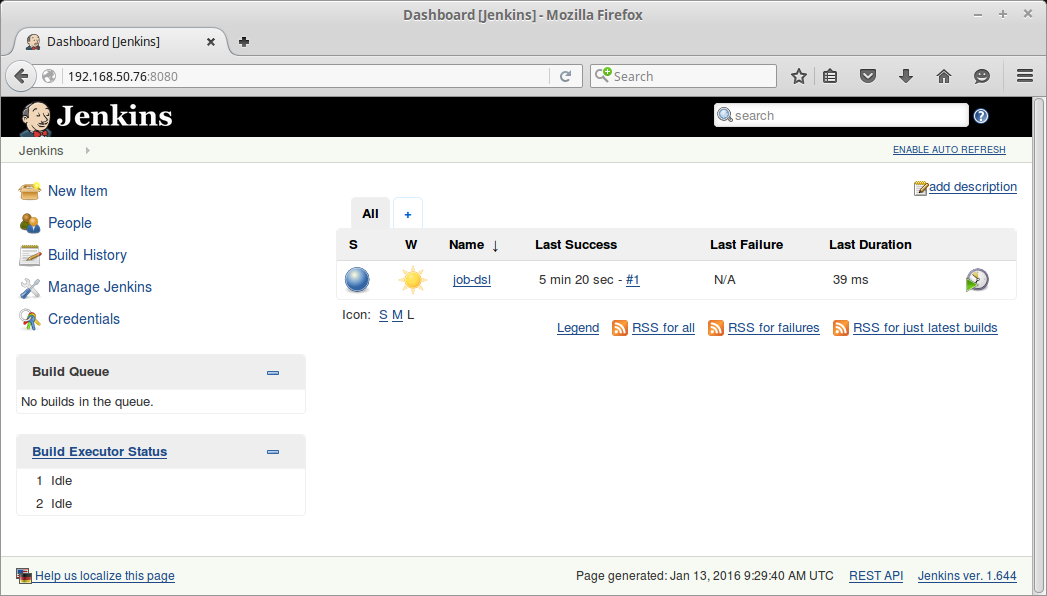 Dashboard [Jenkins] - Mozilla Firefox
Dashboard [Jenkins]
192.168.50.76:8080
Search
Jenkins
search
Jenkins
ENABLE AUTO REFRESH
New Item
People
Build History
Manage Jenkins
Credentials
Build Queue
No builds in the queue.
Build Executor Status
1 Idle
2 Idle
add description
All +
S W Name ↓ Last Success Last Failure Last Duration
job-dsl 5 min 20 sec - #1 N/A 39 ms
Icon: S M L
Legend RSS for all RSS for failures RSS for just latest builds
Help us localize this page
Page generated: Jan 13, 2016 9:29:40 AM UTC REST API Jenkins ver. 1.644